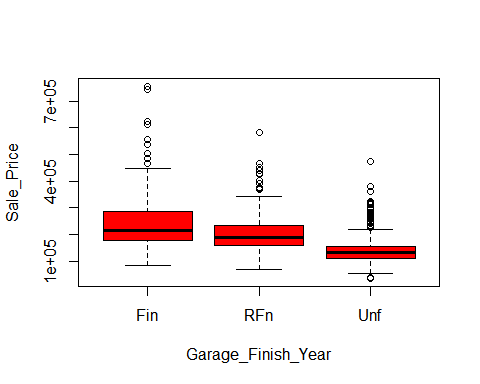 Sale_Price
7e+05
4e+05
1e+05
Fin RFn Unf
Garage_Finish_Year